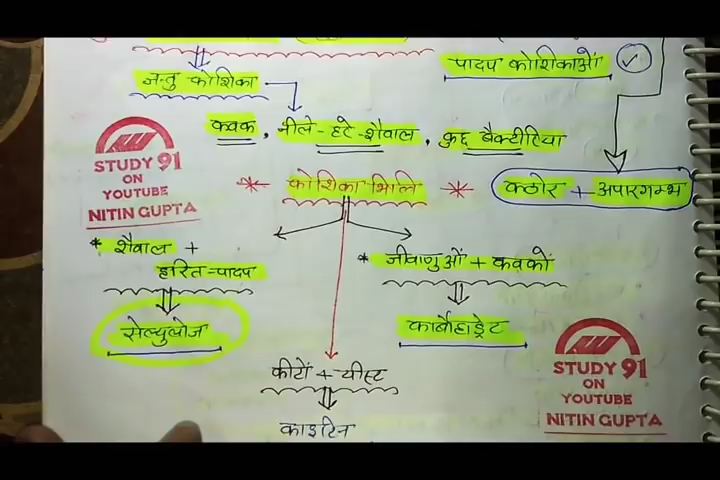 पादप कोशिकाओं
जन्तु कोशिका
कवक, नीले-हरे-शैवाल, कुछ बैक्टीरिया
STUDY 91
ON
YOUTUBE
NITIN GUPTA
* कोशिका भित्ति *
कठोर + अपारगम्भ
* शैवाल +
हरित-पादप
* जीवाणुओं + कवकों
सेल्युलोज
कार्बोहाड्रेट
कीटों + यीस्ट
काइटिन
STUDY 91
ON
YOUTUBE
NITIN GUPTA